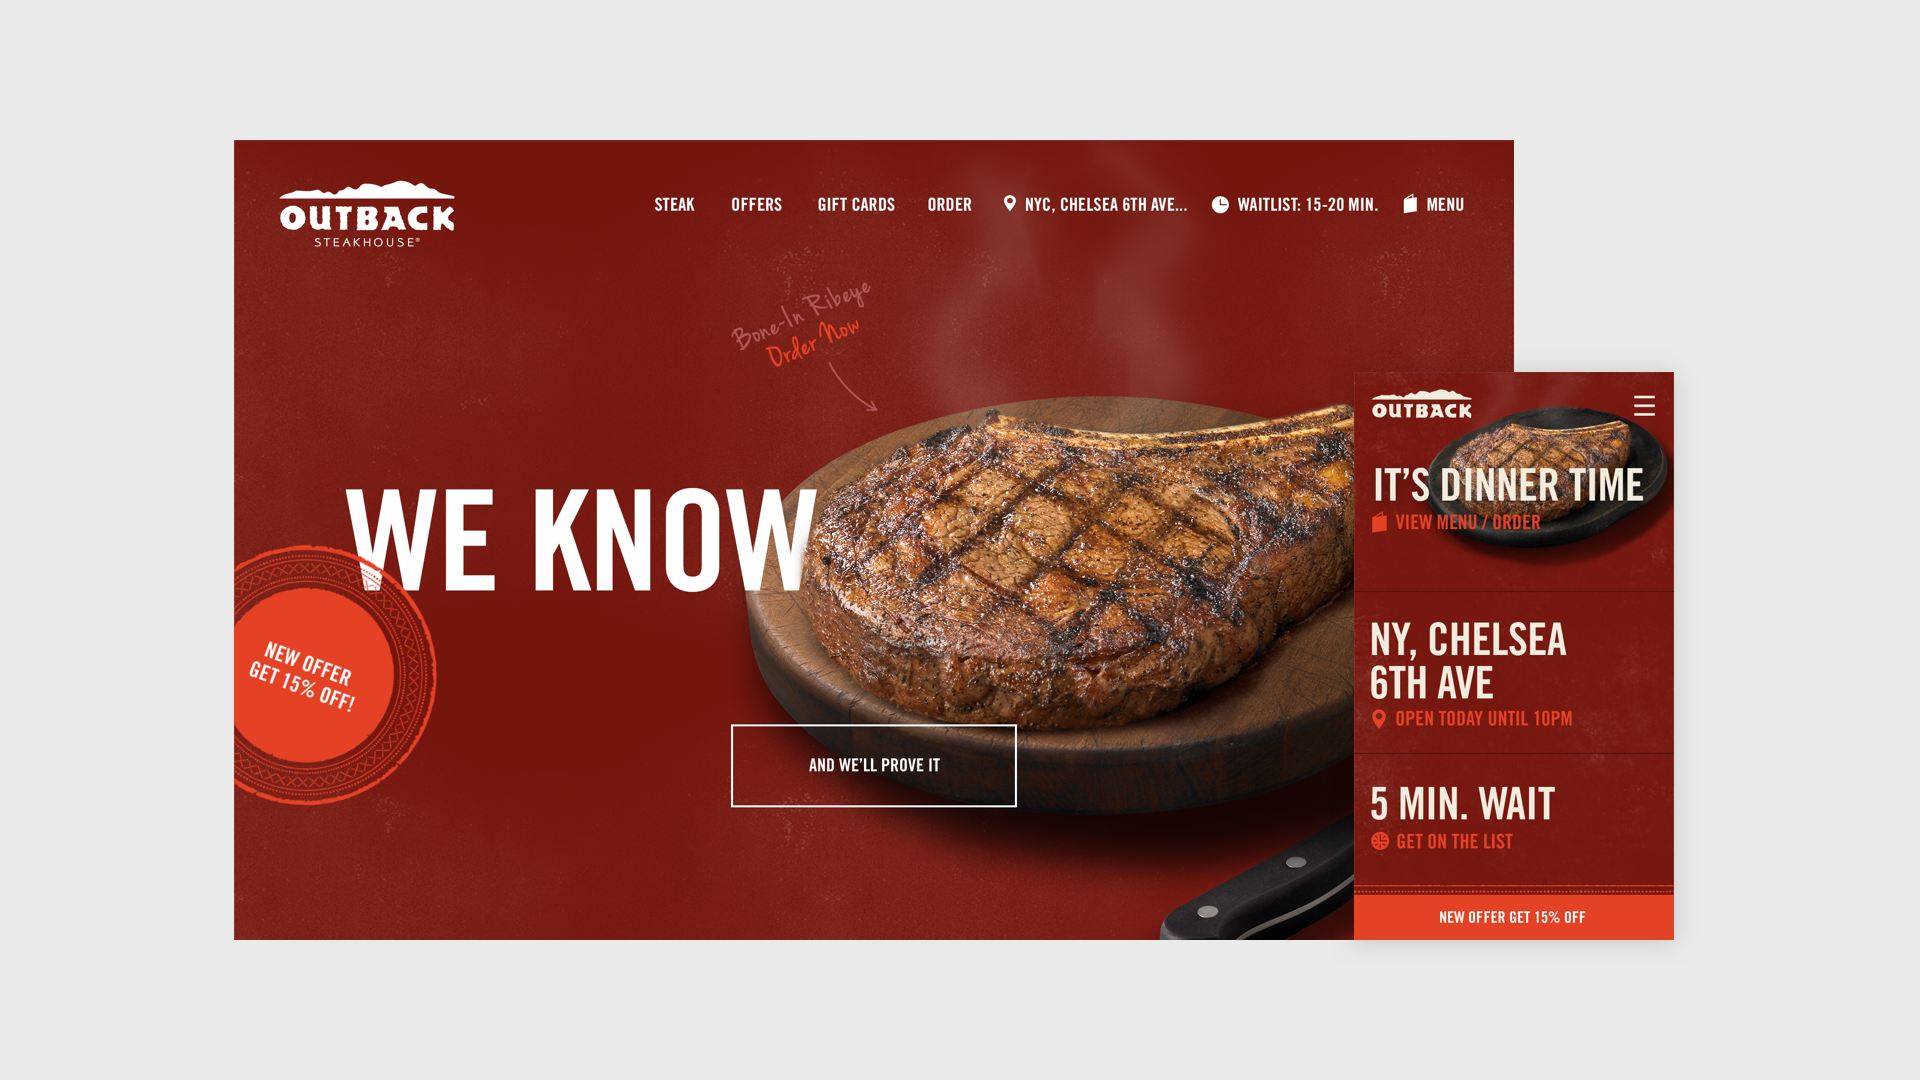 OUTBACK
STEAKHOUSE®
STEAK OFFERS GIFT CARDS ORDER NYC, CHELSEA 6TH AVE... WAITLIST: 15-20 MIN. MENU
Bone-In Ribeye
Order Now
WE KNOW
NEW OFFER
GET 15% OFF!
AND WE'LL PROVE IT
OUTBACK
IT'S DINNER TIME
VIEW MENU / ORDER
NY, CHELSEA
6TH AVE
OPEN TODAY UNTIL 10PM
5 MIN. WAIT
GET ON THE LIST
NEW OFFER GET 15% OFF